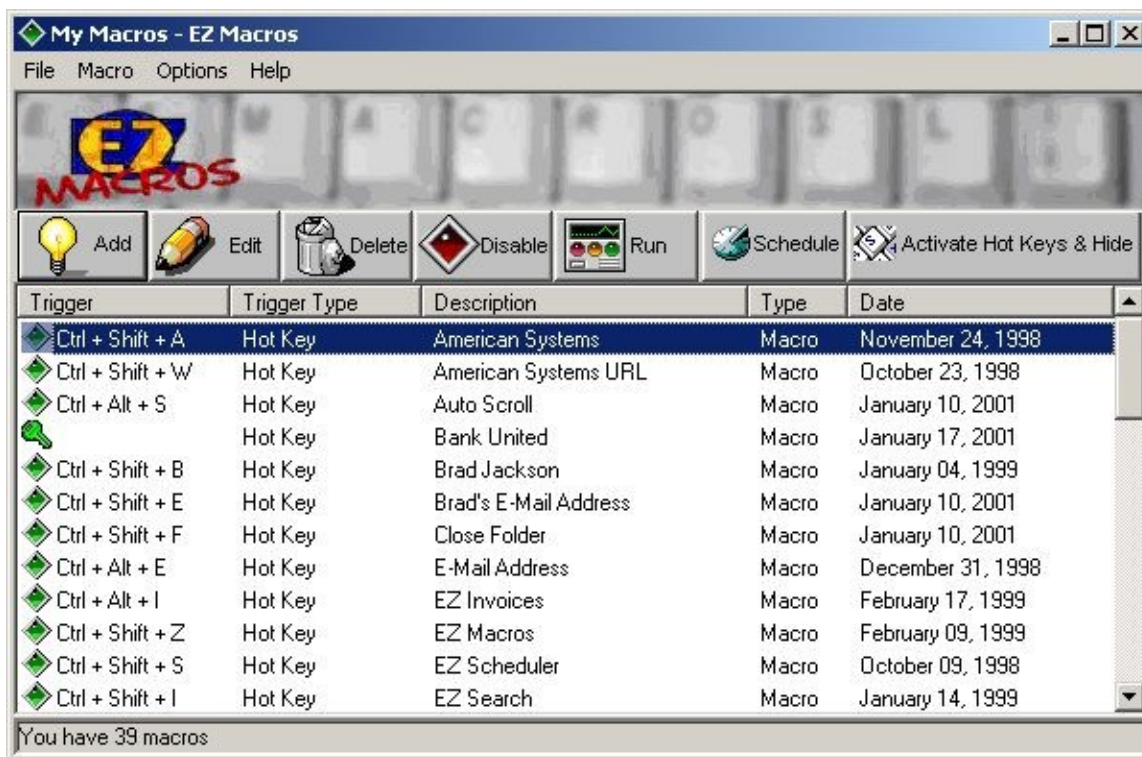 My Macros - EZ Macros
File Macro Options Help
EZ
MACROS
Add Edit Delete Disable Run Schedule Activate Hot Keys & Hide
Trigger Trigger Type Description Type Date
Ctrl + Shift + A Hot Key American Systems Macro November 24, 1998
Ctrl + Shift + W Hot Key American Systems URL Macro October 23, 1998
Ctrl + Alt + S Hot Key Auto Scroll Macro January 10, 2001
Hot Key Bank United Macro January 17, 2001
Ctrl + Shift + B Hot Key Brad Jackson Macro January 04, 1999
Ctrl + Shift + E Hot Key Brad's E-Mail Address Macro January 10, 2001
Ctrl + Shift + F Hot Key Close Folder Macro January 10, 2001
Ctrl + Alt + E Hot Key E-Mail Address Macro December 31, 1998
Ctrl + Alt + I Hot Key EZ Invoices Macro February 17, 1999
Ctrl + Shift + Z Hot Key EZ Macros Macro February 09, 1999
Ctrl + Shift + S Hot Key EZ Scheduler Macro October 09, 1998
Ctrl + Shift + I Hot Key EZ Search Macro January 14, 1999
You have 39 macros